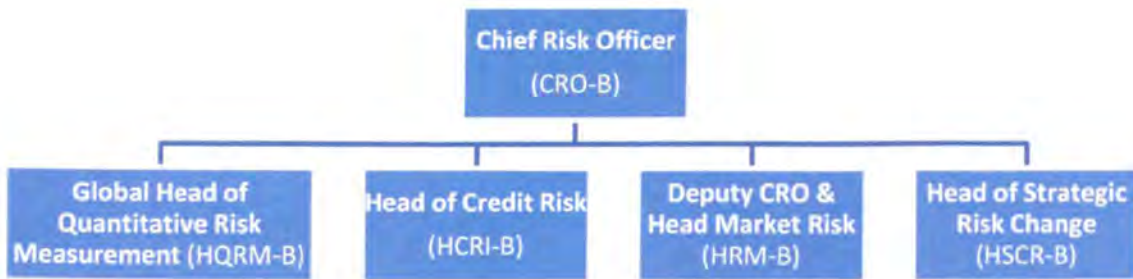 Chief Risk Officer
(CRO-B)
Global Head of
Quantitative Risk
Measurement (HQRM-B)
Head of Credit Risk
(HCRI-B)
Deputy CRO &
Head Market Risk
(HRM-B)
Head of Strategic
Risk Change
(HSCR-B)